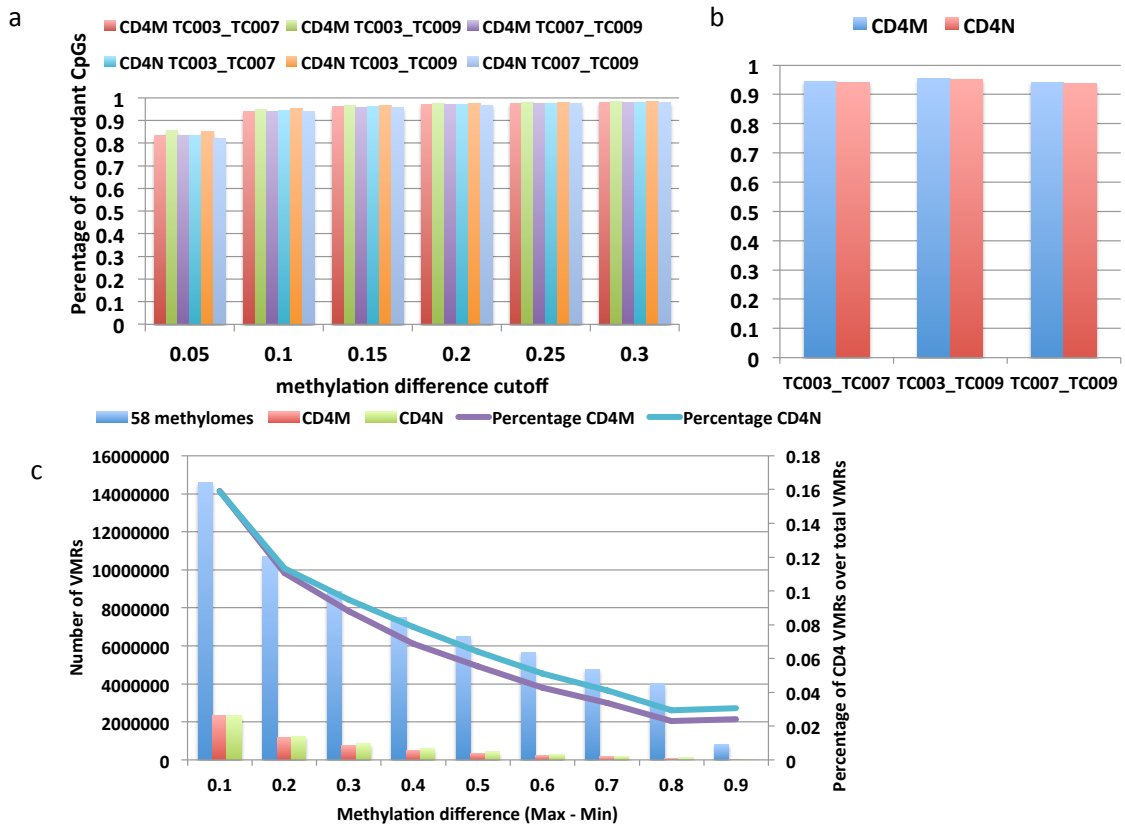 a
CD4M TC003_TC007 CD4M TC003_TC009 CD4M TC007_TC009
CD4N TC003_TC007 CD4N TC003_TC009 CD4N TC007_TC009
Perentage of concordant CpGs
1
0.9
0.8
0.7
0.6
0.5
0.4
0.3
0.2
0.1
0
0.05 0.1 0.15 0.2 0.25 0.3
methylation difference cutoff
b
CD4M CD4N
1
0.9
0.8
0.7
0.6
0.5
0.4
0.3
0.2
0.1
0
TC003_TC007 TC003_TC009 TC007_TC009
c
58 methylomes CD4M CD4N Percentage CD4M Percentage CD4N
Number of VMRs
16000000
14000000
12000000
10000000
8000000
6000000
4000000
2000000
0
0.1 0.2 0.3 0.4 0.5 0.6 0.7 0.8 0.9
Methylation difference (Max - Min)
0.18
0.16
0.14
0.12
0.1
0.08
0.06
0.04
0.02
0
Percentage of CD4 VMRs over total VMRs